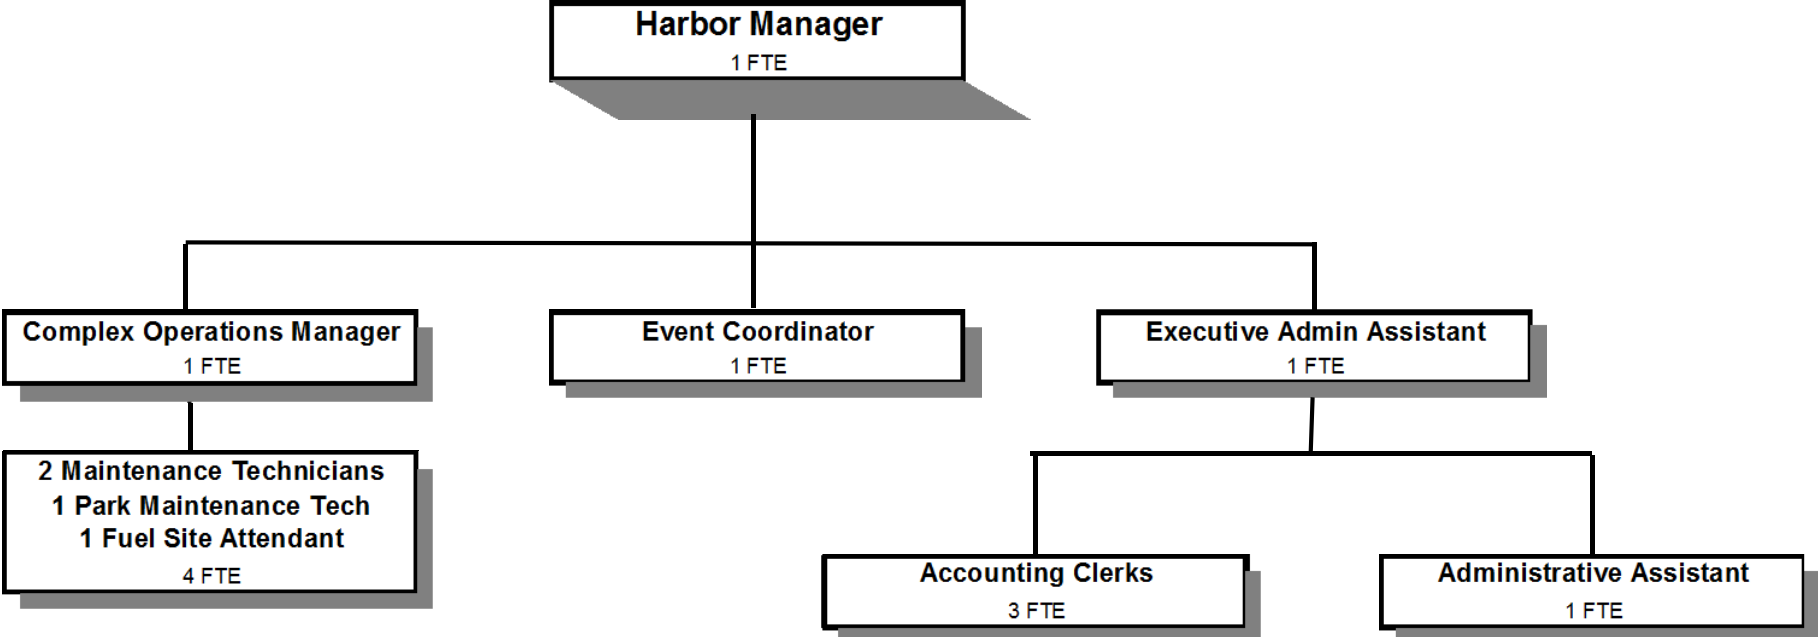 Harbor Manager
1 FTE
Complex Operations Manager
1 FTE
Event Coordinator
1 FTE
Executive Admin Assistant
1 FTE
2 Maintenance Technicians
1 Park Maintenance Tech
1 Fuel Site Attendant
4 FTE
Accounting Clerks
3 FTE
Administrative Assistant
1 FTE